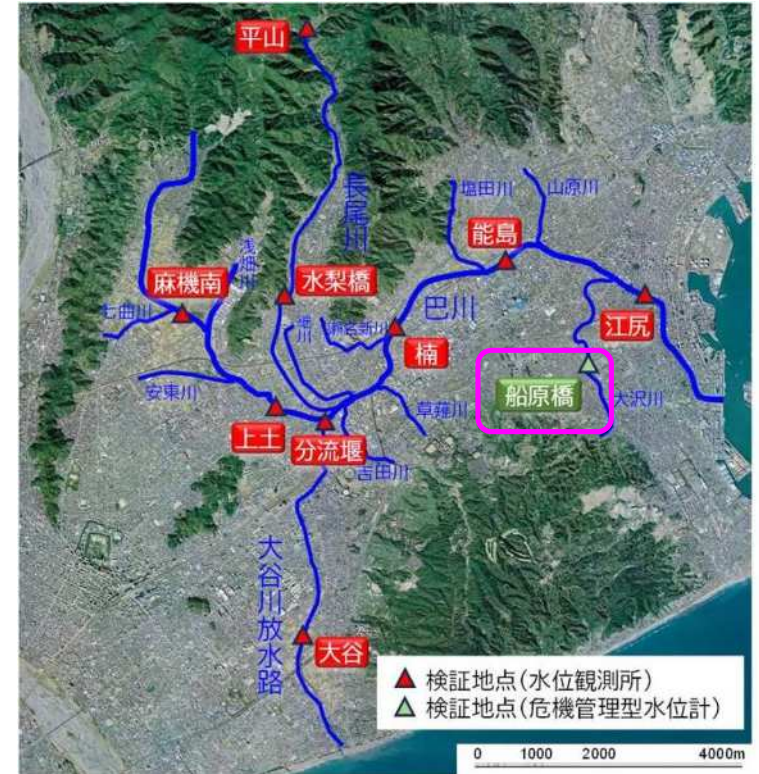 平山
長尾川
塩田川
山原川
能島
浅畑川
麻機南
水梨橋
七曲川
巴川
江尻
楠
船原橋
大沢川
安東川
草薙川
上土
分流堰
吉田川
大谷川放水路
大谷
検証地点(水位観測所)
検証地点(危機管理型水位計)
0 1000 2000 4000m